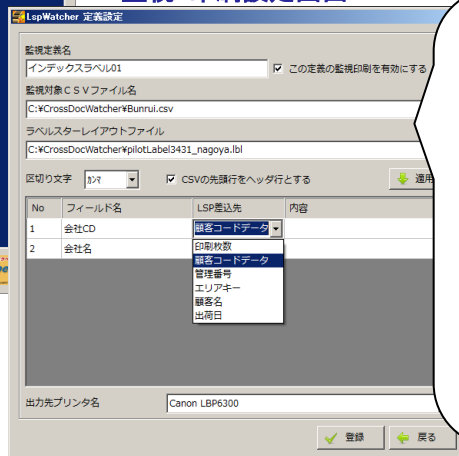 LspWatcher 定義設定
監視定義名
インデックスラベル01
この定義の監視印刷を有効にする
監視対象CSVファイル名
C:¥CrossDocWatcher¥Bunrui.csv
ラベルスターレイアウトファイル
C:¥CrossDocWatcher¥pilotLabel3431_nagoya.lbl
区切り文字 カンマ CSVの先頭行をヘッダ行とする 適用
No フィールド名 LSP差込先 内容
1 会社CD 顧客コードデータ
2 会社名
印刷枚数
顧客コードデータ
管理番号
エリアキー
顧客名
出荷日
出力先プリンタ名 Canon LBP6300
登録 戻る